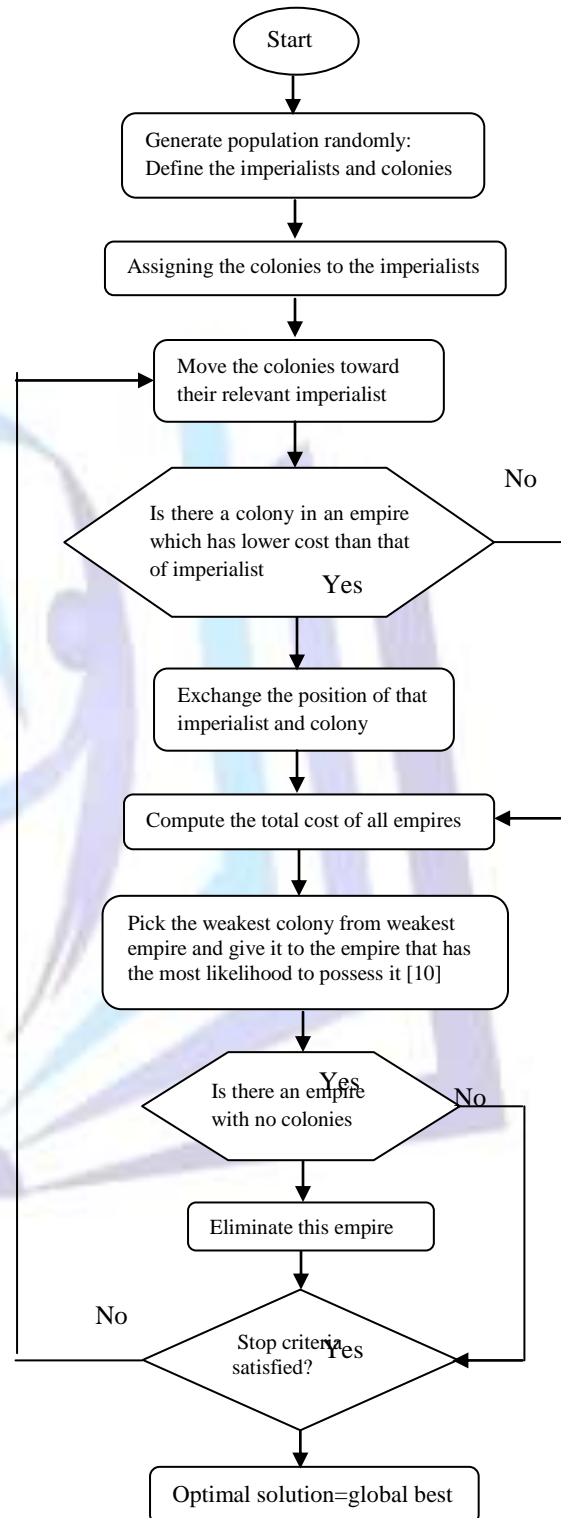 Start
Generate population randomly:
Define the imperialists and colonies
Assigning the colonies to the imperialists
Move the colonies toward
their relevant imperialist
No
Is there a colony in an empire
which has lower cost than that
of imperialist
Yes
Exchange the position of that
imperialist and colony
Compute the total cost of all empires
Pick the weakest colony from weakest
empire and give it to the empire that has
the most likelihood to possess it [10]
Yes
Is there an empire
No
with no colonies
Eliminate this empire
No
Stop criteria
Yes
satisfied?
Optimal solution=global best